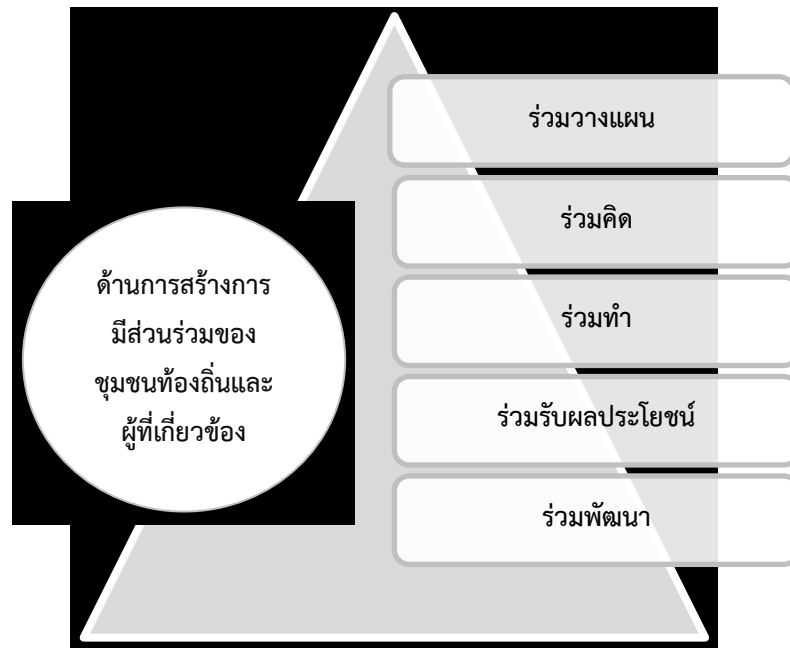 ด้านการสร้างการ
มีส่วนร่วมของ
ชุมชนท้องถิ่นและ
ผู้ที่เกี่ยวข้อง
ร่วมวางแผน
ร่วมคิด
ร่วมทำ
ร่วมรับผลประโยชน์
ร่วมพัฒนา